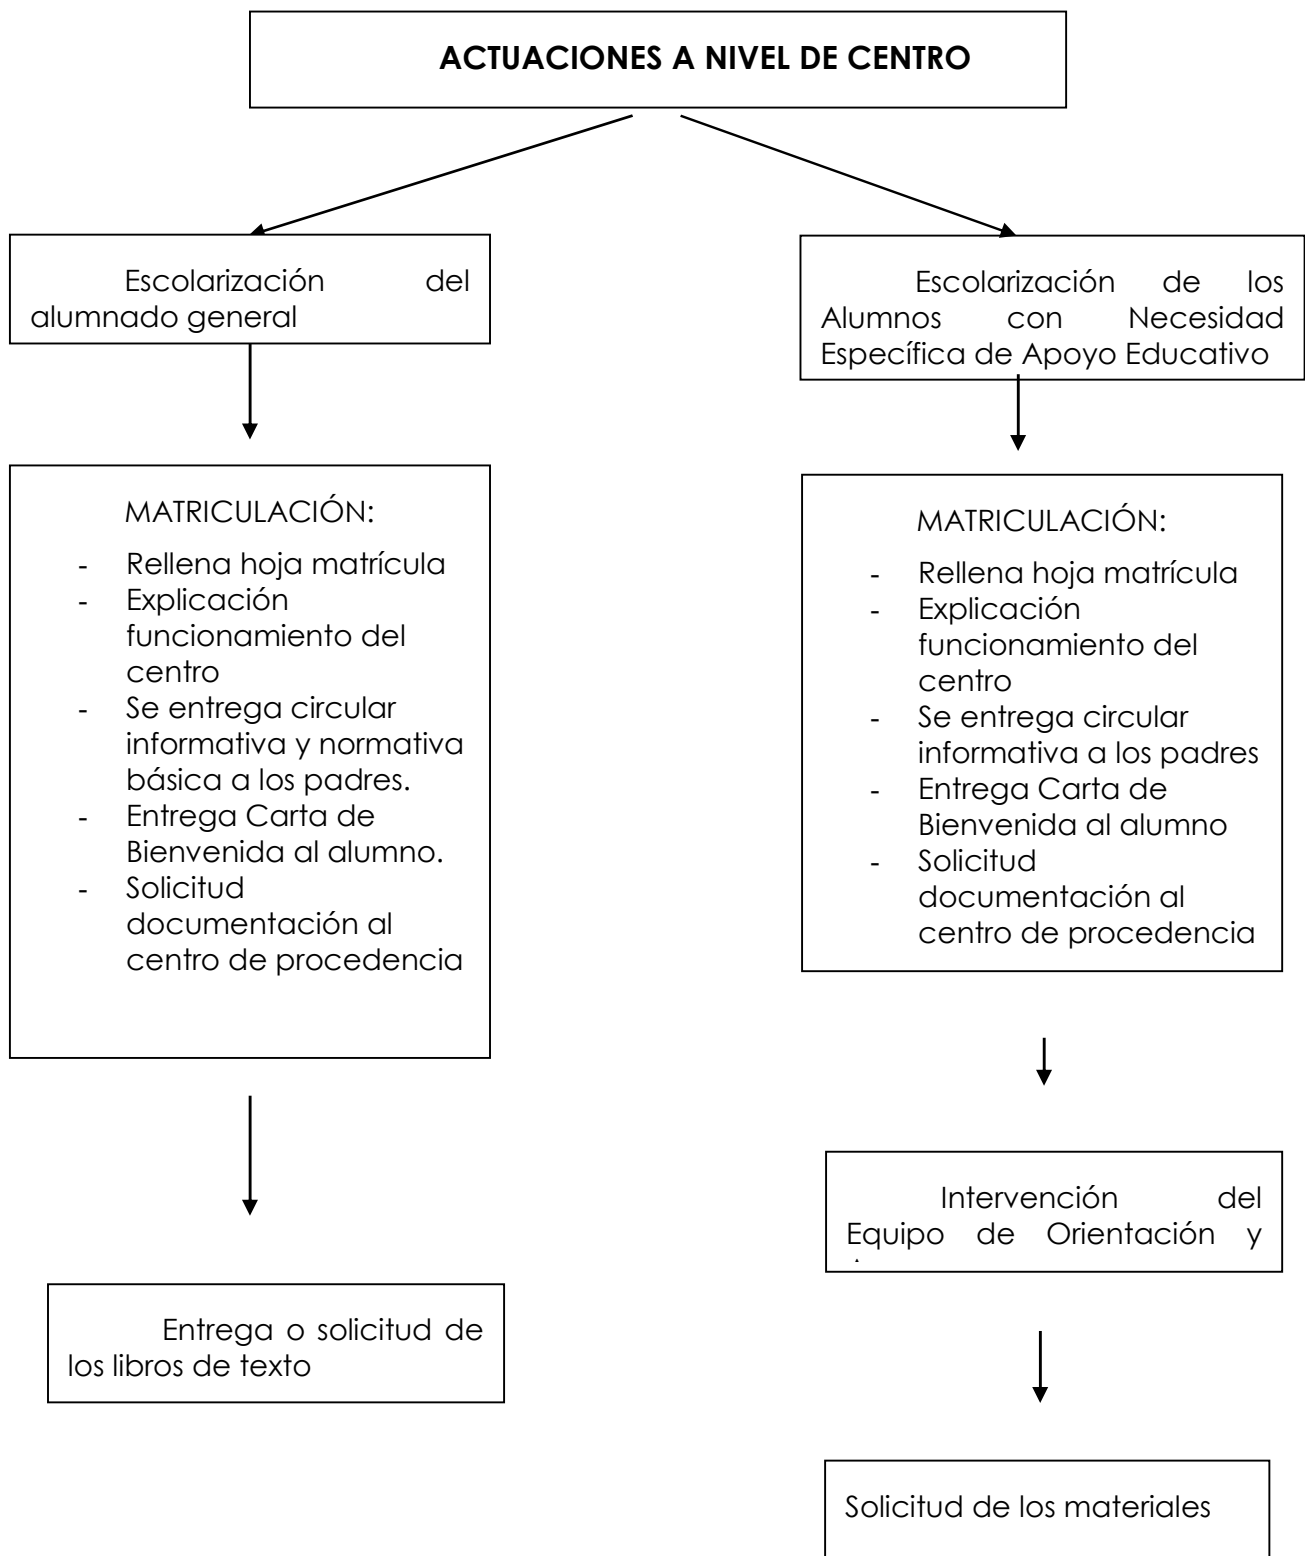 ACTUACIONES A NIVEL DE CENTRO
Escolarización del
alumnado general
Escolarización de los
Alumnos con Necesidad
Específica de Apoyo Educativo
MATRICULACIÓN:
- Rellena hoja matrícula
- Explicación
funcionamiento del
centro
- Se entrega circular
informativa y normativa
básica a los padres.
- Entrega Carta de
Bienvenida al alumno.
- Solicitud
documentación al
centro de procedencia
MATRICULACIÓN:
- Rellena hoja matrícula
- Explicación
funcionamiento del
centro
- Se entrega circular
informativa a los padres
- Entrega Carta de
Bienvenida al alumno
- Solicitud
documentación al
centro de procedencia
Intervención del
Equipo de Orientación y
Entrega o solicitud de
los libros de texto
Solicitud de los materiales